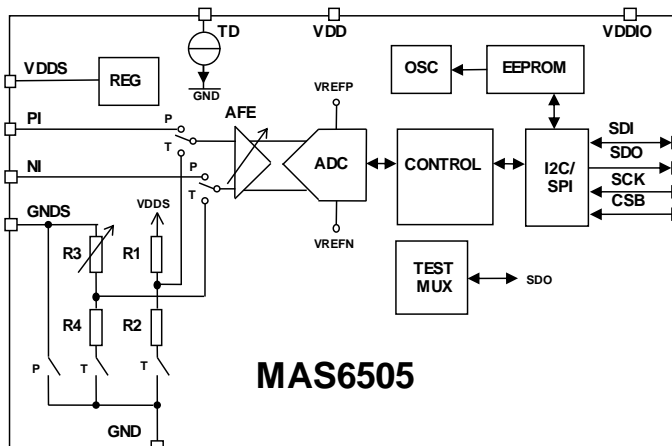 TD
VDD
VDDIO
VDDS
REG
GND
OSC
EEPROM
VREFP
AFE
PI
P
T
NI
P
T
ADC
CONTROL
I2C/
SPI
SDI
SDO
SCK
CSB
GNDS
VDDS
VREFN
R3
R1
TEST
MUX
SDO
R4
R2
P
T
T
MAS6505
GND